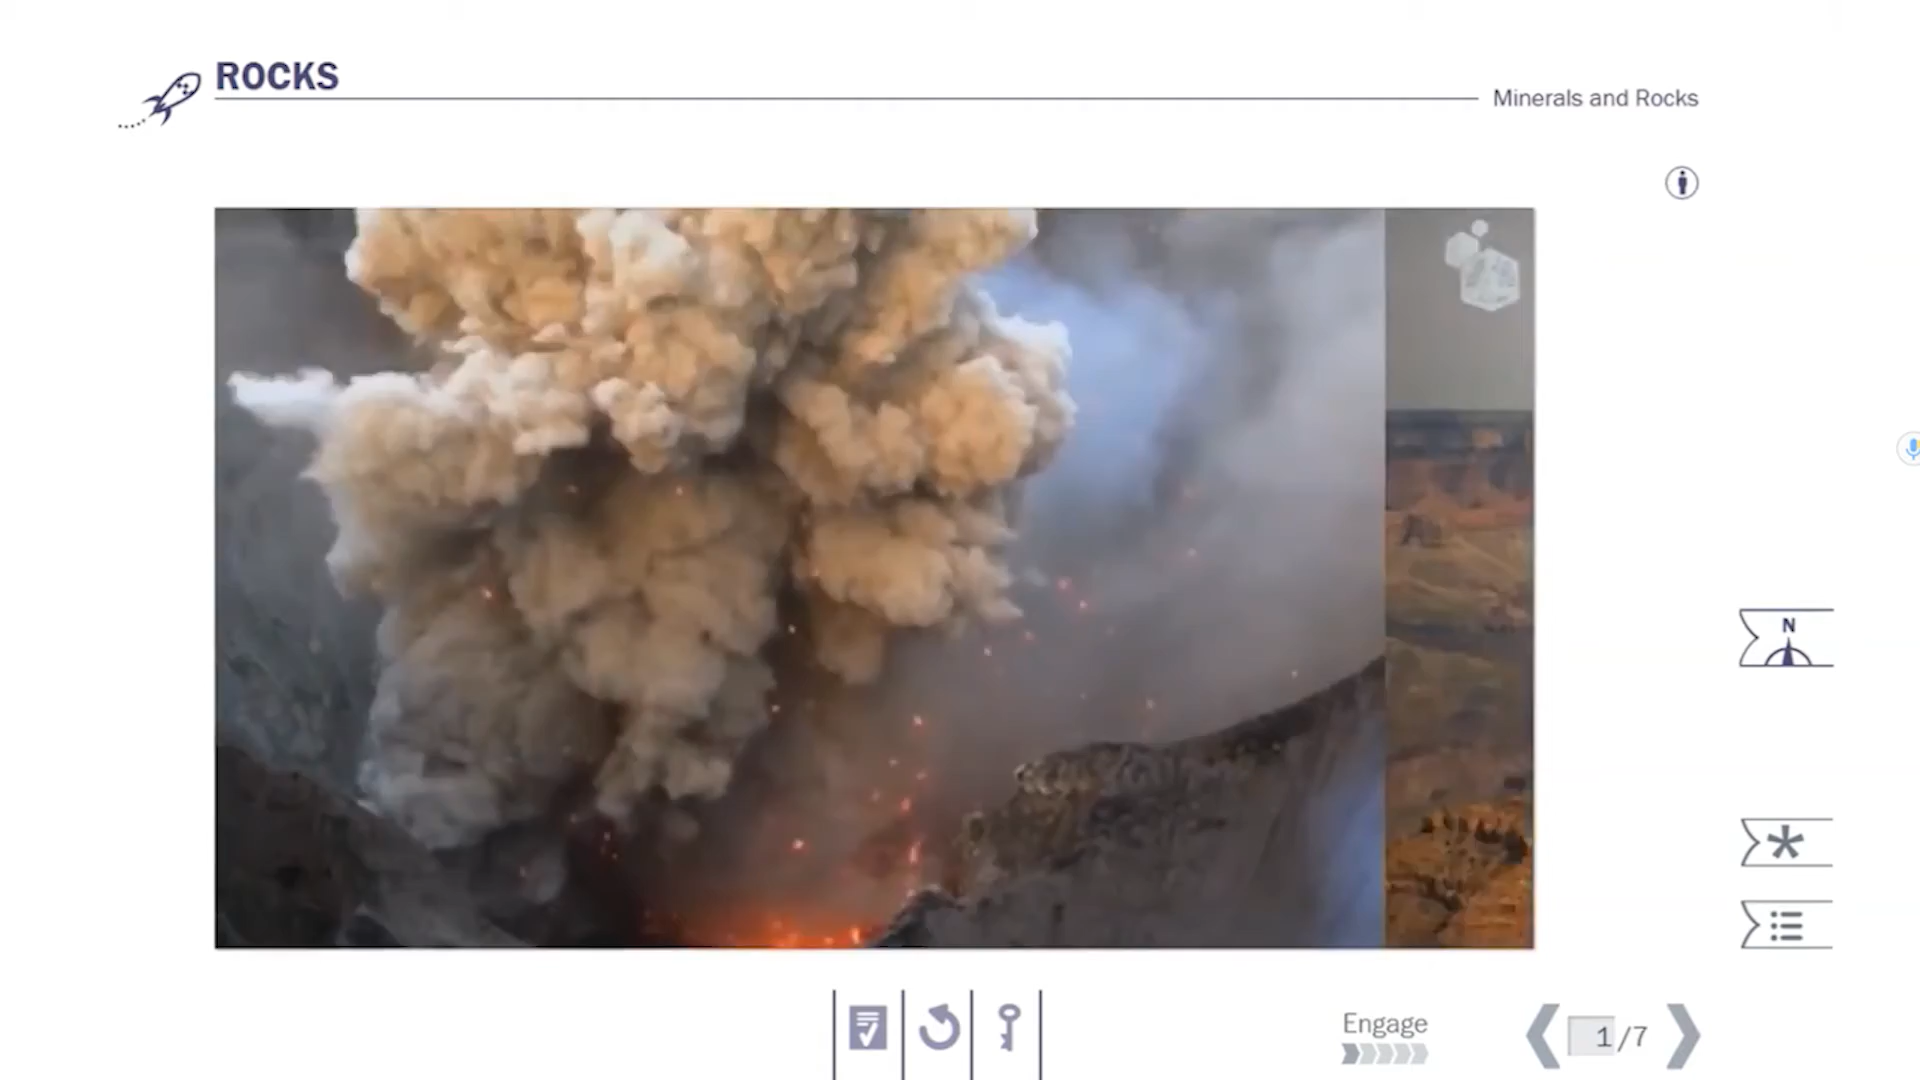 ROCKS
Minerals and Rocks
N
Engage
1/7